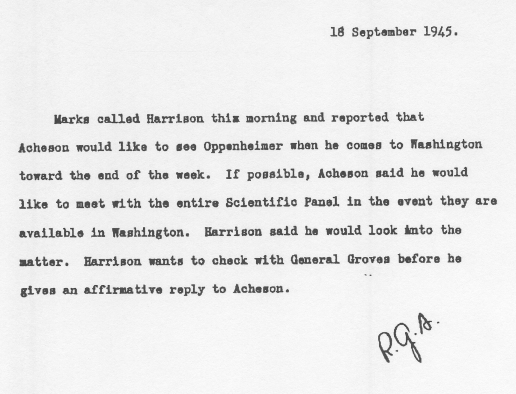 18 September 1945.
Marks called Harrison this morning and reported that
Acheson would like to see Oppenheimer when he comes to Washington
toward the end of the week. If possible, Acheson said he would
like to meet with the entire Scientific Panel in the event they are
available in Washington. Harrison said he would look into the
matter. Harrison wants to check with General Groves before he
gives an affirmative reply to Acheson.
R.G.A.